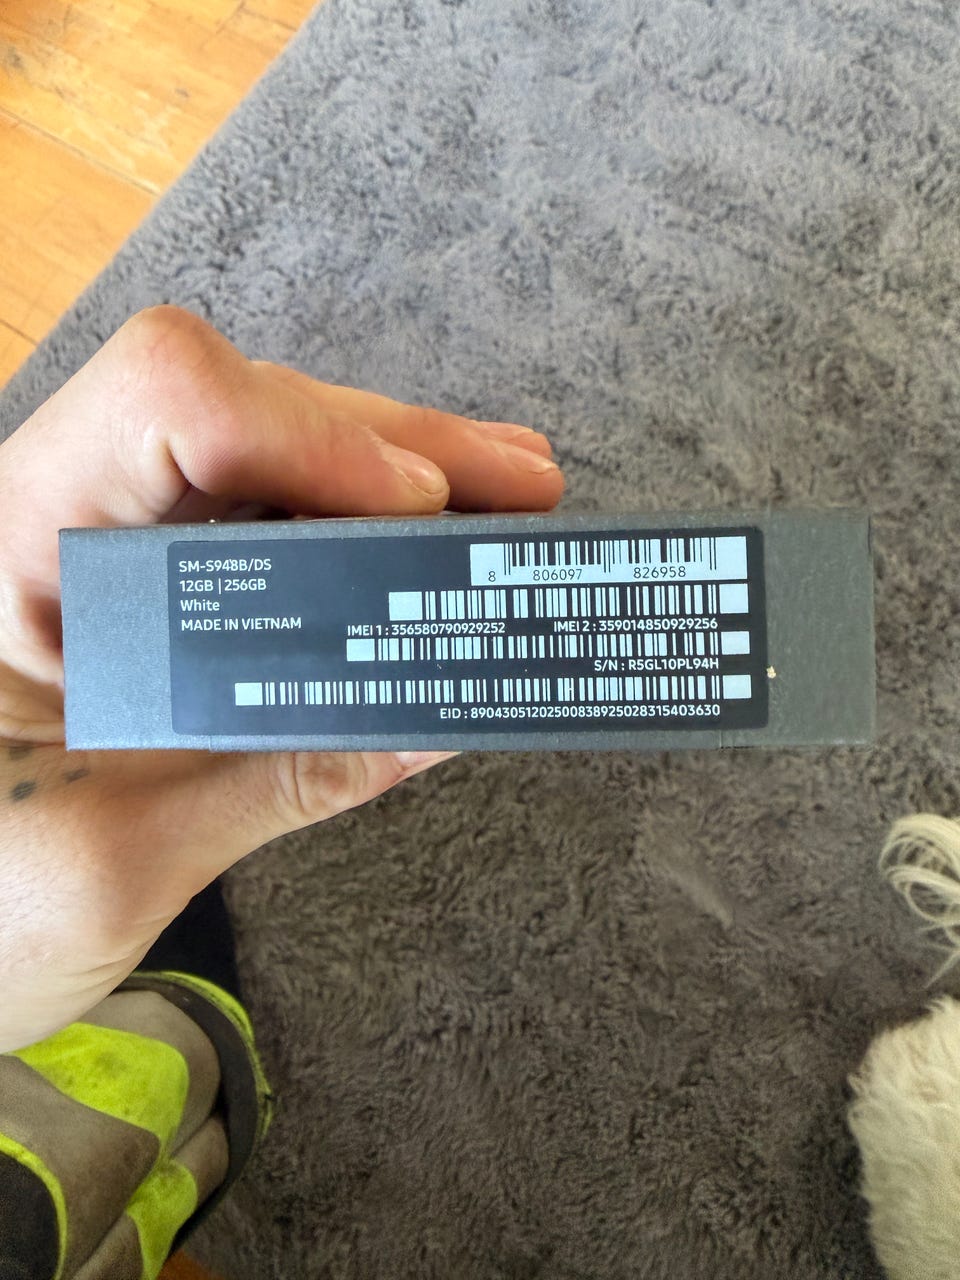 SM-S948B/DS
12GB | 256GB
White
MADE IN VIETNAM
8 806097 826958
IMEI 1 : 356580790929252 IMEI 2 : 359014850929256
S/N : R5GL10PL94H
EID : 89043051202500838925028315403630